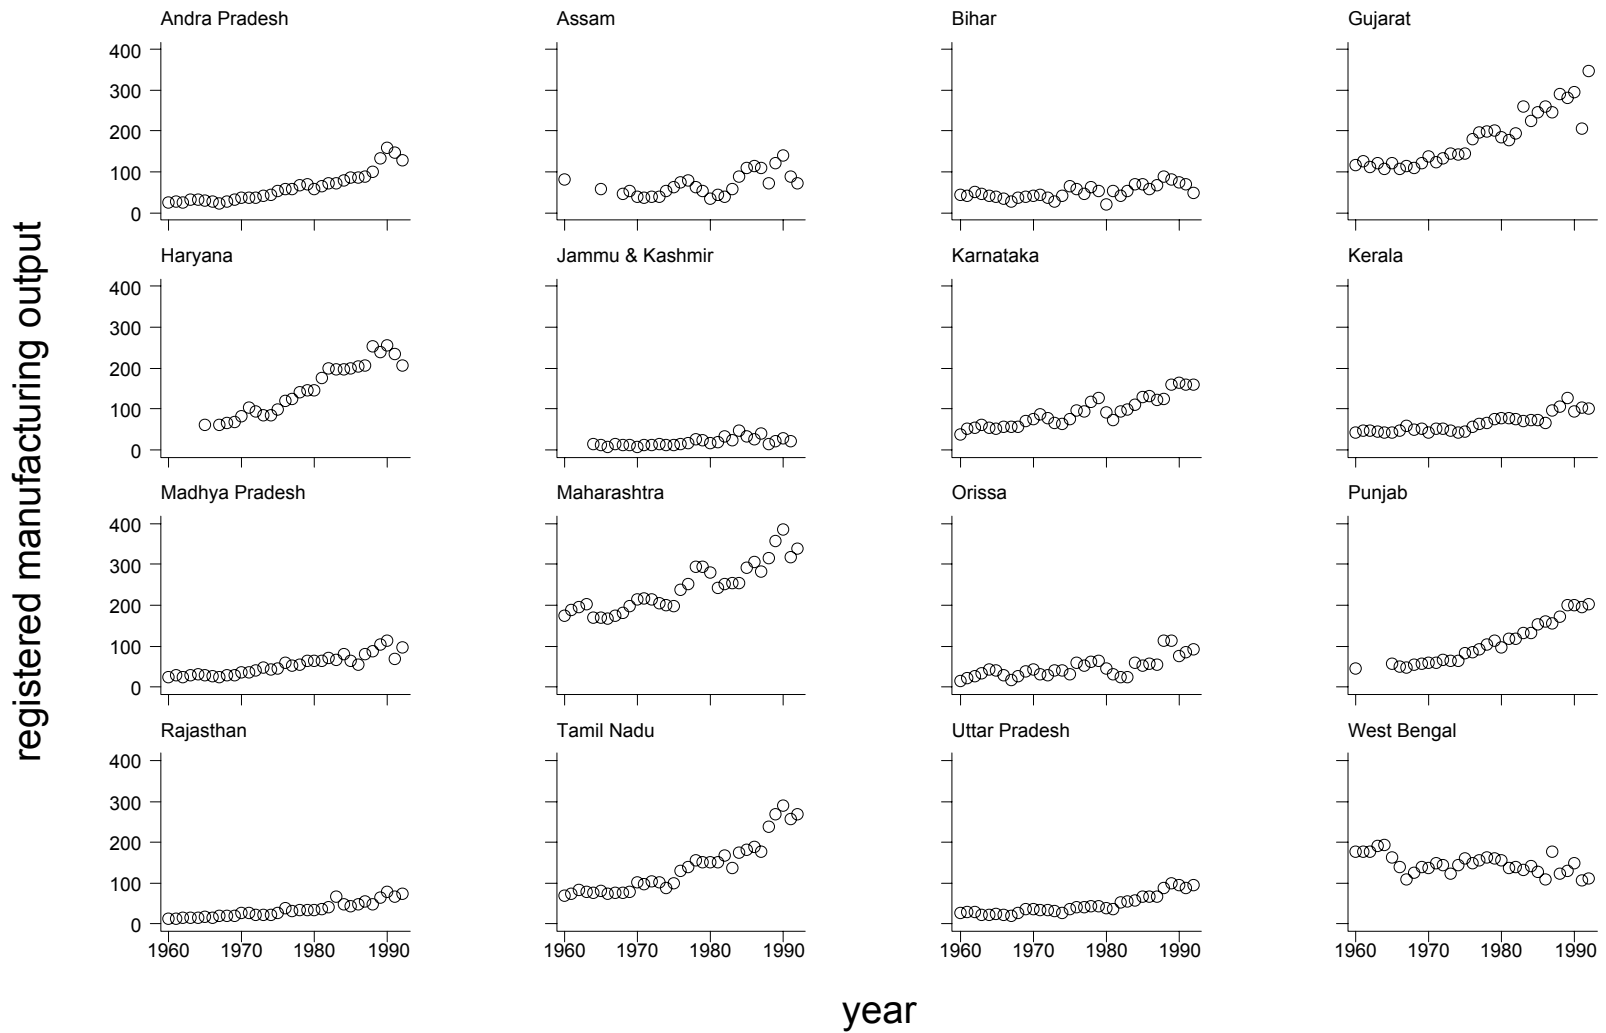 Andra Pradesh Assam Bihar Gujarat
400
300
200
100
0
Haryana Jammu & Kashmir Karnataka Kerala
400
300
200
100
0
Madhya Pradesh Maharashtra Orissa Punjab
400
300
200
100
0
Rajasthan Tamil Nadu Uttar Pradesh West Bengal
400
300
200
100
0
1960 1970 1980 1990 1960 1970 1980 1990 1960 1970 1980 1990 1960 1970 1980 1990
registered manufacturing output
year